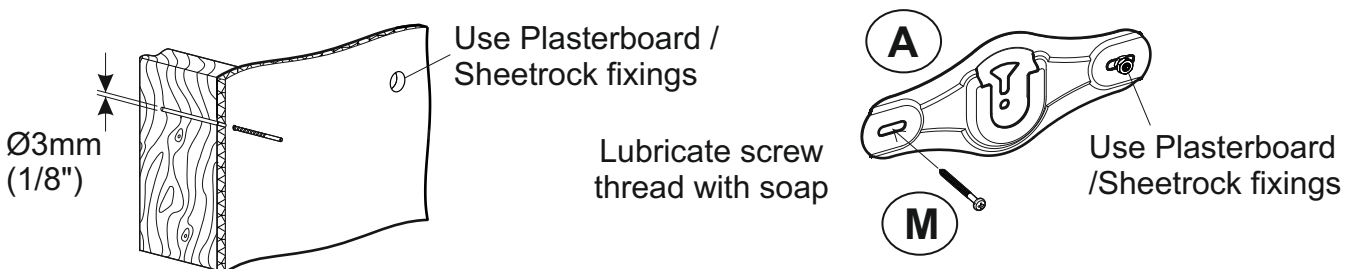 Use Plasterboard /
Sheetrock fixings
Ø3mm
(1/8")
A
Lubricate screw
thread with soap
Use Plasterboard
/Sheetrock fixings
M